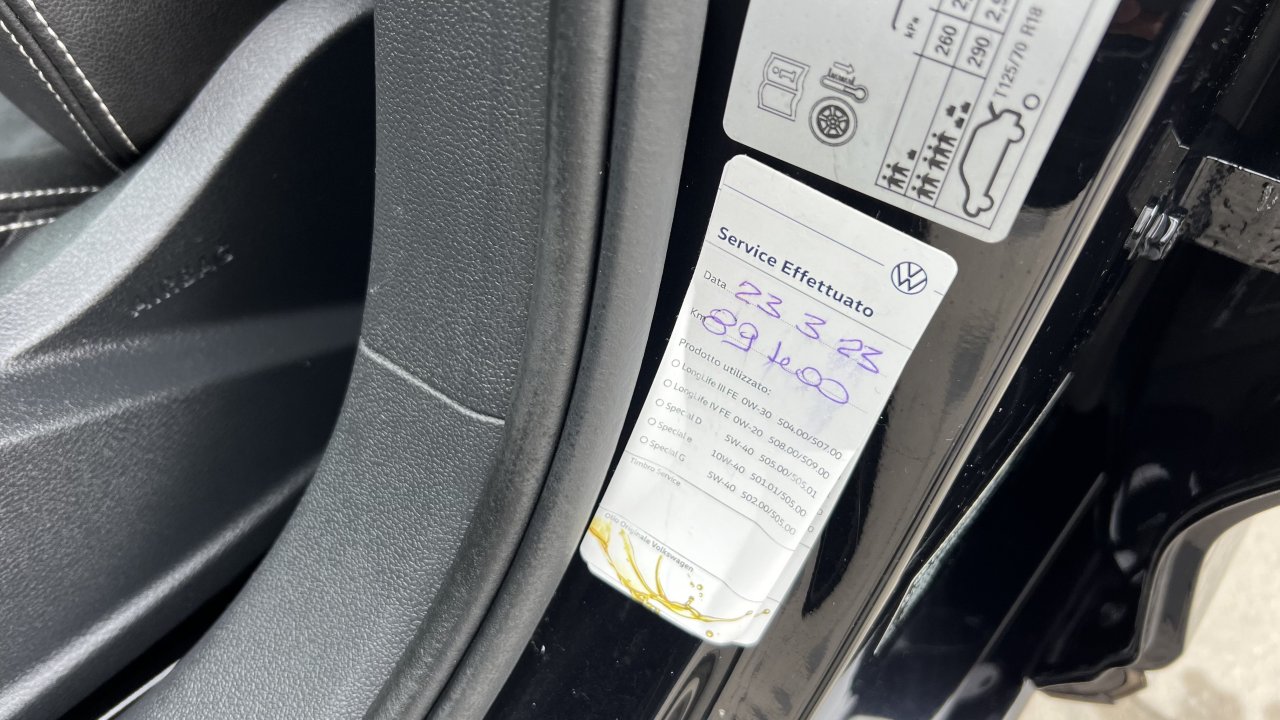 kPa
260
290
2,9
T125/70 R18
AIRBAG
Service Effettuato
Data 23 3 23
Km
Prodotto utilizzato:
LongLife III FE 0W-30 504.00/507.00
LongLife IV FE 0W-20 508.00/509.00
Special D 5W-40 505.00/505.01
Special e 10W-40 501.01/505.00
Special G 5W-40 502.00/505.00
Timbro Service
Olio Originale Volkswagen